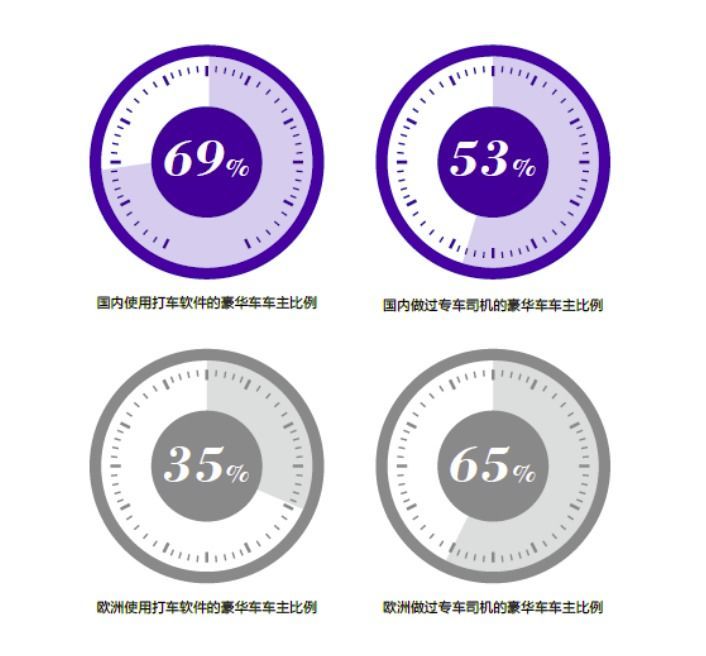 69%
53%
国内使用打车软件的豪华车车主比例
国内做过专车司机的豪华车车主比例
35%
65%
欧洲使用打车软件的豪华车车主比例
欧洲做过专车司机的豪华车车主比例